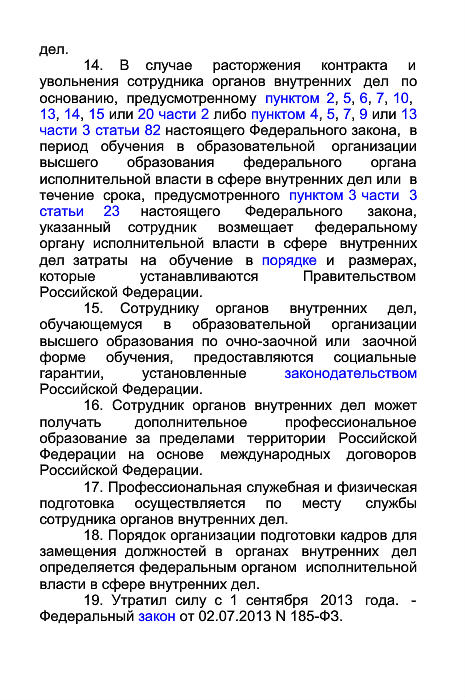 дел.
14. В случае расторжения контракта и
увольнения сотрудника органов внутренних дел по
основанию, предусмотренному пунктом 2, 5, 6, 7, 10,
13, 14, 15 или 20 части 2 либо пунктом 4, 5, 7, 9 или 13
части 3 статьи 82 настоящего Федерального закона, в
период обучения в образовательной организации
высшего образования федерального органа
исполнительной власти в сфере внутренних дел или в
течение срока, предусмотренного пунктом 3 части 3
статьи 23 настоящего Федерального закона,
указанный сотрудник возмещает федеральному
органу исполнительной власти в сфере внутренних
дел затраты на обучение в порядке и размерах,
которые устанавливаются Правительством
Российской Федерации.
15. Сотруднику органов внутренних дел,
обучающемуся в образовательной организации
высшего образования по очно-заочной или заочной
форме обучения, предоставляются социальные
гарантии, установленные законодательством
Российской Федерации.
16. Сотрудник органов внутренних дел может
получать дополнительное профессиональное
образование за пределами территории Российской
Федерации на основе международных договоров
Российской Федерации.
17. Профессиональная служебная и физическая
подготовка осуществляется по месту службы
сотрудника органов внутренних дел.
18. Порядок организации подготовки кадров для
замещения должностей в органах внутренних дел
определяется федеральным органом исполнительной
власти в сфере внутренних дел.
19. Утратил силу с 1 сентября 2013 года. -
Федеральный закон от 02.07.2013 N 185-ФЗ.